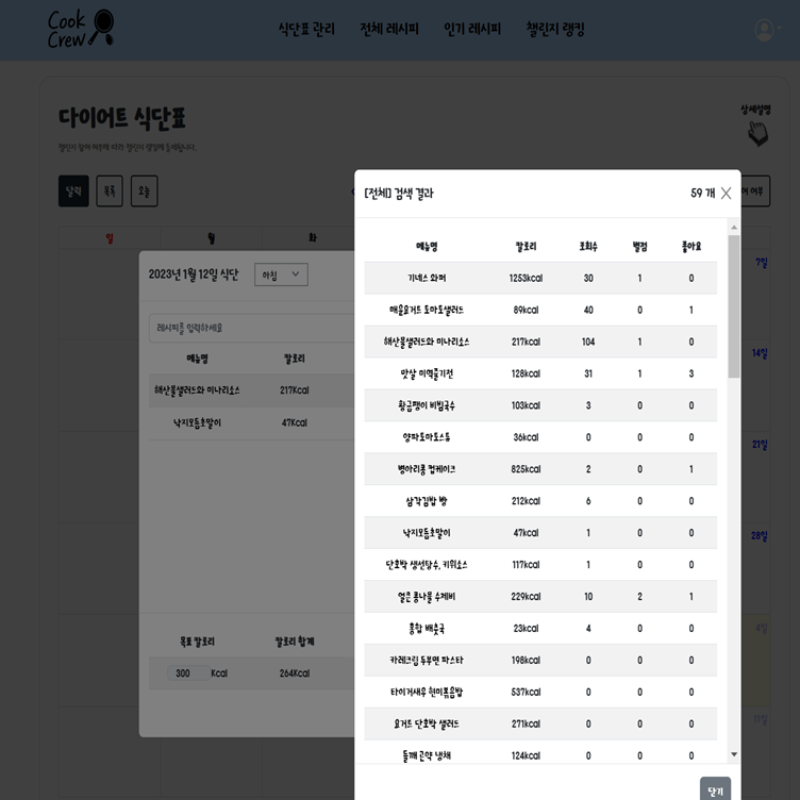 Cook
Crew
식단표 관리 전체 레시피 인기 레시피 챌린지 랭킹
다이어트 식단표
상세설명
달력 목록 오늘
여부
일 월 화
7일
14일
21일
28일
4일
11일
2023년 1월 12일 식단 아침
레시피를 입력하세요
메뉴명 칼로리
해산물샐러드와 미나리소스 217Kcal
낙지모듬초말이 47Kcal
목표 칼로리 칼로리 합계
300 Kcal 264Kcal
[전체] 검색 결과 59 개
메뉴명 칼로리 조회수 별점 좋아요
기네스 와퍼 1253kcal 30 1 0
매운요거트 토마토샐러드 89kcal 40 0 1
해산물샐러드와 미나리소스 217kcal 104 1 0
맛살 미역줄기전 128kcal 31 1 3
황금팽이 비빔국수 103kcal 3 0 0
양파토마토스튜 36kcal 0 0 0
병아리콩 컵케이크 825kcal 2 0 1
삼각김밥 빵 212kcal 6 0 0
낙지모듬초말이 47kcal 1 0 0
단호박 생선탕수, 키위소스 117kcal 1 0 0
얼큰 콩나물 수제비 229kcal 10 2 1
홍합 배춧국 23kcal 4 0 0
카레크림 두부면 파스타 198kcal 0 0 0
타이거새우 현미볶음밥 537kcal 0 0 0
요거트 단호박 샐러드 271kcal 0 0 0
들깨 곤약 냉채 124kcal 0 0 0
닫기